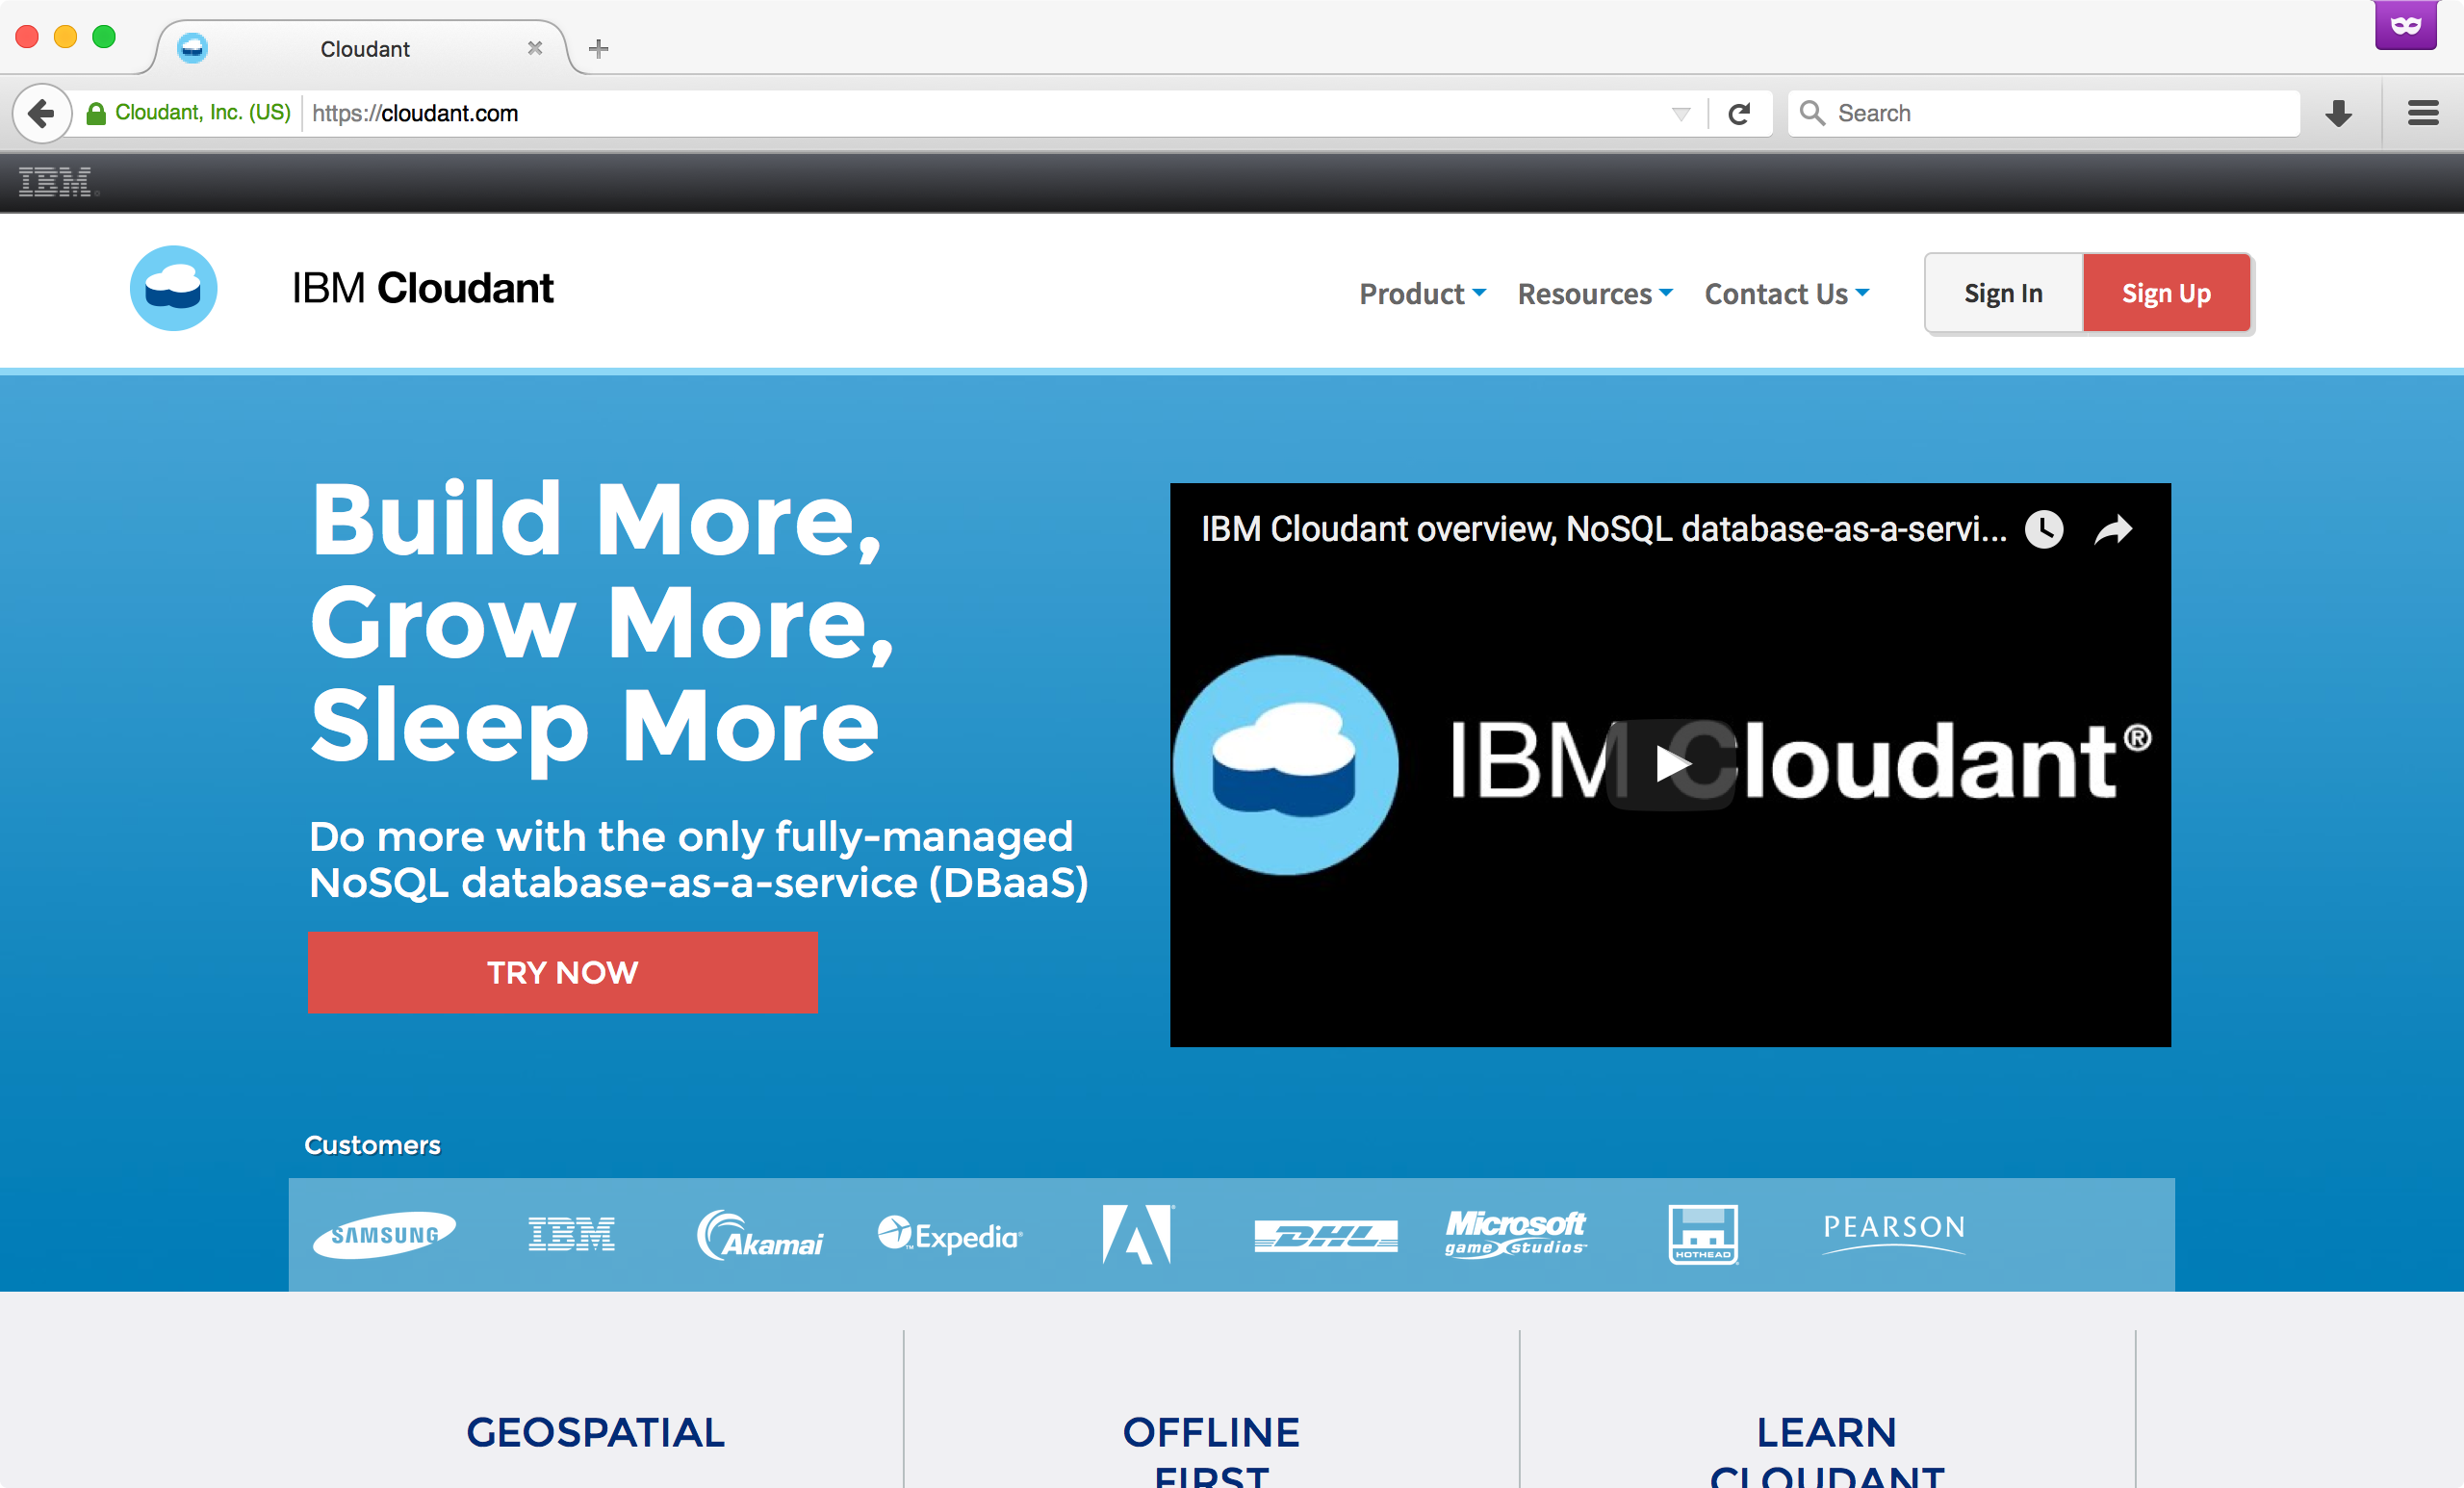 Cloudant
Cloudant, Inc. (US)
https://cloudant.com
Search
IBM
IBM Cloudant
Product
Resources
Contact Us
Sign In
Sign Up
Build More,
Grow More,
Sleep More
Do more with the only fully-managed
NoSQL database-as-a-service (DBaaS)
TRY NOW
IBM Cloudant overview, NoSQL database-as-a-servi...
IBM Cloudant®
Customers
SAMSUNG
IBM
Akamai
Expedia
DHL
Microsoft
game studios
HOTHEAD
PEARSON
GEOSPATIAL
OFFLINE
FIRST
LEARN
CLOUDANT